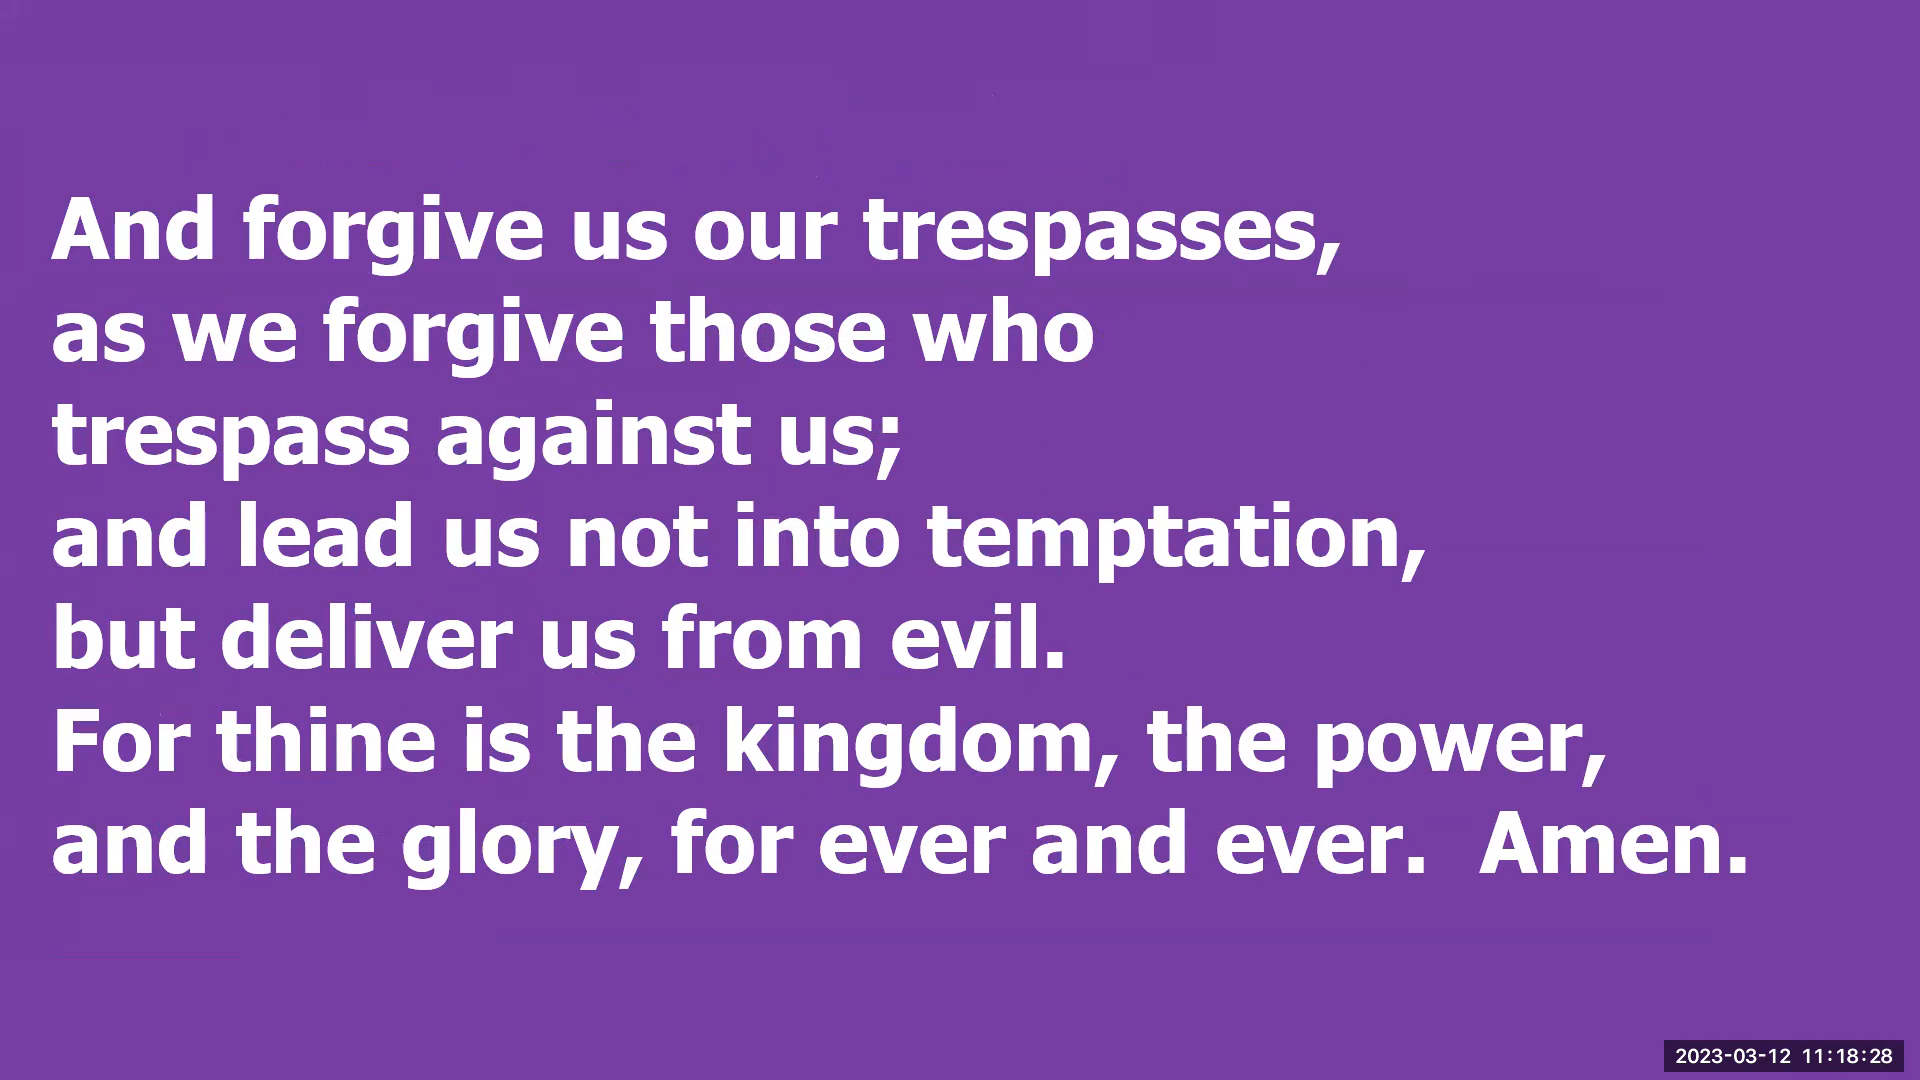 And forgive us our trespasses,
as we forgive those who
trespass against us;
and lead us not into temptation,
but deliver us from evil.
For thine is the kingdom, the power,
and the glory, for ever and ever.  Amen.
2023-03-12 11:18:28